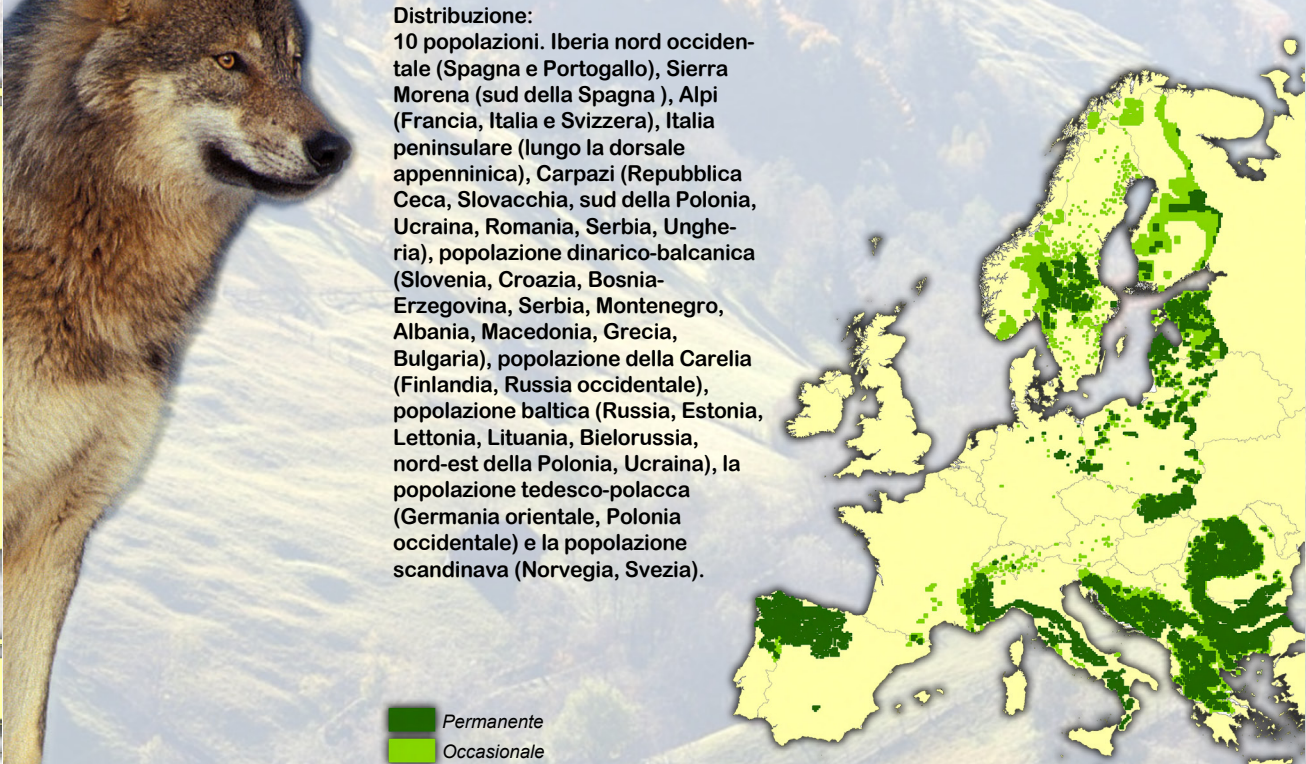 Distribuzione:
10 popolazioni. Iberia nord occiden-
tale (Spagna e Portogallo), Sierra
Morena (sud della Spagna ), Alpi
(Francia, Italia e Svizzera), Italia
peninsulare (lungo la dorsale
appenninica), Carpazi (Repubblica
Ceca, Slovacchia, sud della Polonia,
Ucraina, Romania, Serbia, Unghe-
ria), popolazione dinarico-balcanica
(Slovenia, Croazia, Bosnia-
Erzegovina, Serbia, Montenegro,
Albania, Macedonia, Grecia,
Bulgaria), popolazione della Carelia
(Finlandia, Russia occidentale),
popolazione baltica (Russia, Estonia,
Lettonia, Lituania, Bielorussia,
nord-est della Polonia, Ucraina), la
popolazione tedesco-polacca
(Germania orientale, Polonia
occidentale) e la popolazione
scandinava (Norvegia, Svezia).
Permanente
Occasionale